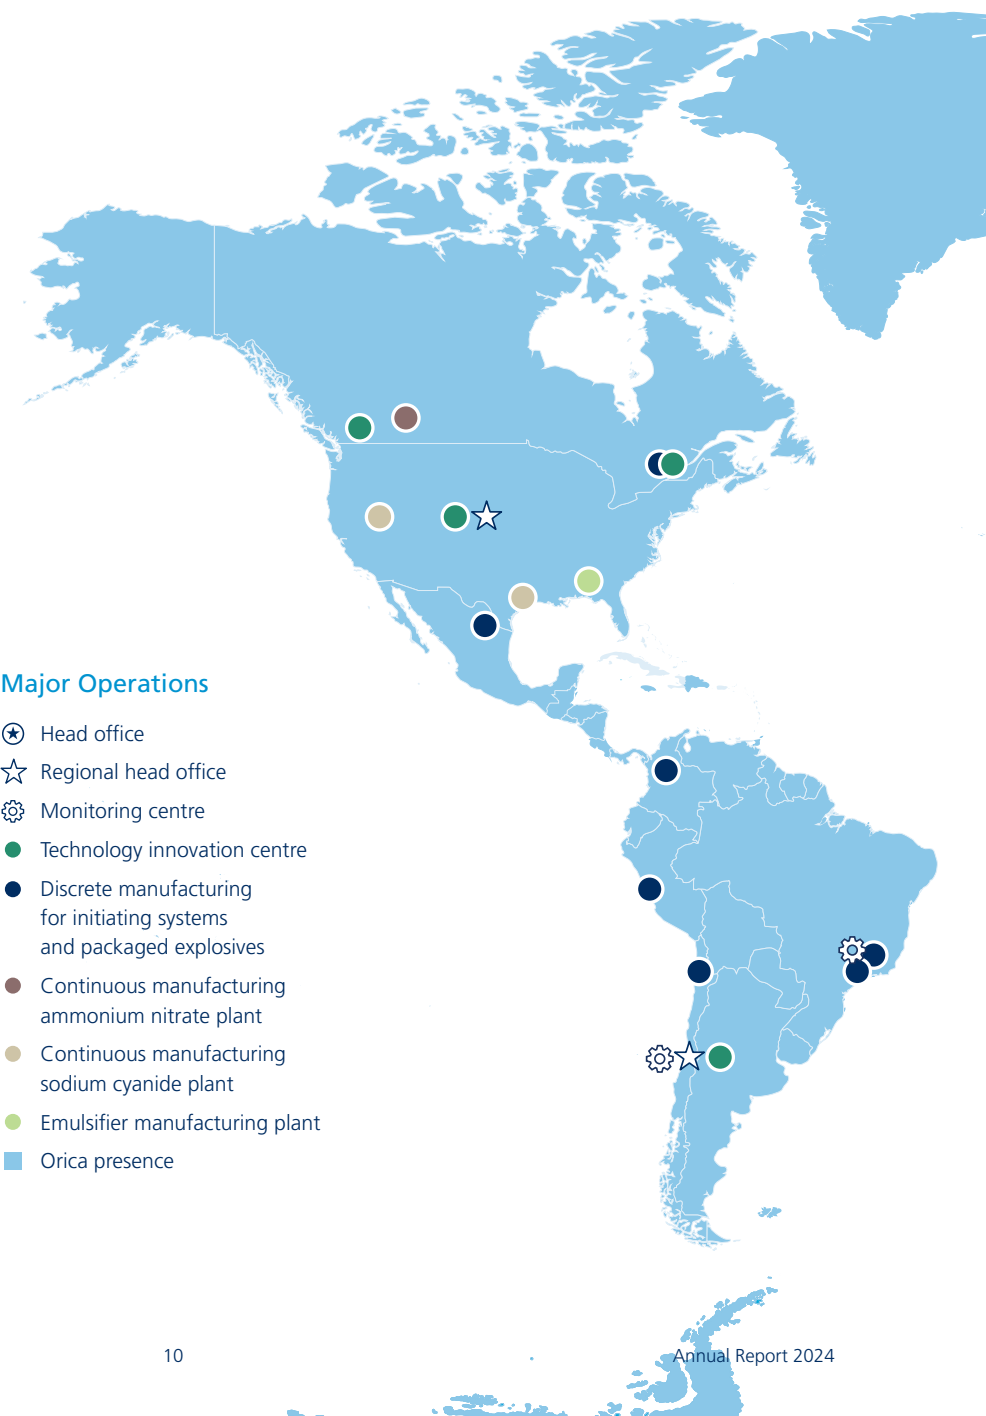 Major Operations
Head office
Regional head office
Monitoring centre
Technology innovation centre
Discrete manufacturing
for initiating systems
and packaged explosives
Continuous manufacturing
ammonium nitrate plant
Continuous manufacturing
sodium cyanide plant
Emulsifier manufacturing plant
Orica presence
10
Annual Report 2024